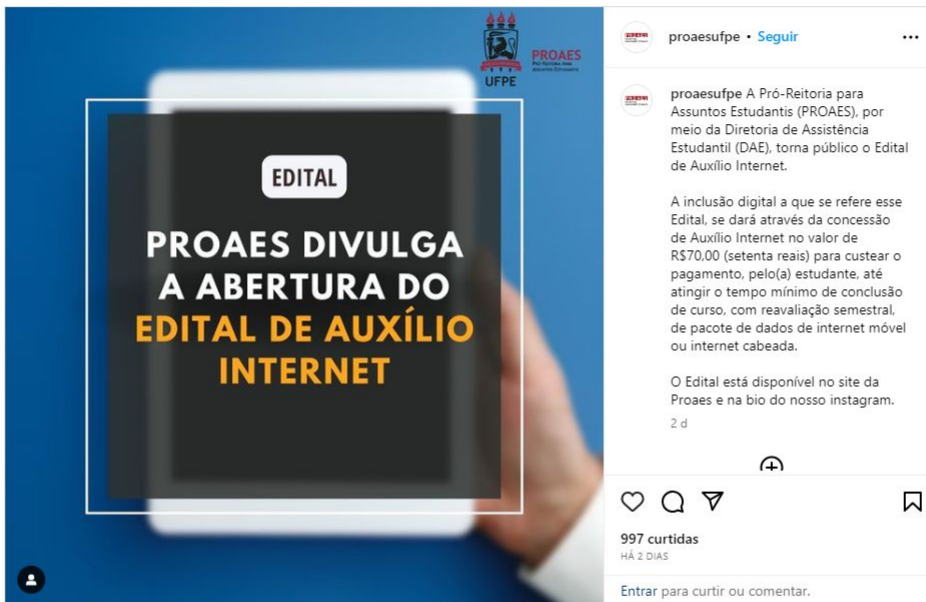 UFPE
PROAES
PRÓ-REITORIA PARA
ASSUNTOS ESTUDANTIS
EDITAL
PROAES DIVULGA
A ABERTURA DO
EDITAL DE AUXÍLIO
INTERNET
proaesufpe • Seguir
proaesufpe A Pró-Reitoria para
Assuntos Estudantis (PROAES), por
meio da Diretoria de Assistência
Estudantil (DAE), torna público o Edital
de Auxílio Internet.
A inclusão digital a que se refere esse
Edital, se dará através da concessão
de Auxílio Internet no valor de
R$70,00 (setenta reais) para custear o
pagamento, pelo(a) estudante, até
atingir o tempo mínimo de conclusão
de curso, com reavaliação semestral,
de pacote de dados de internet móvel
ou internet cabeada.
O Edital está disponível no site da
Proaes e na bio do nosso instagram.
2 d
997 curtidas
HÁ 2 DIAS
Entrar para curtir ou comentar.